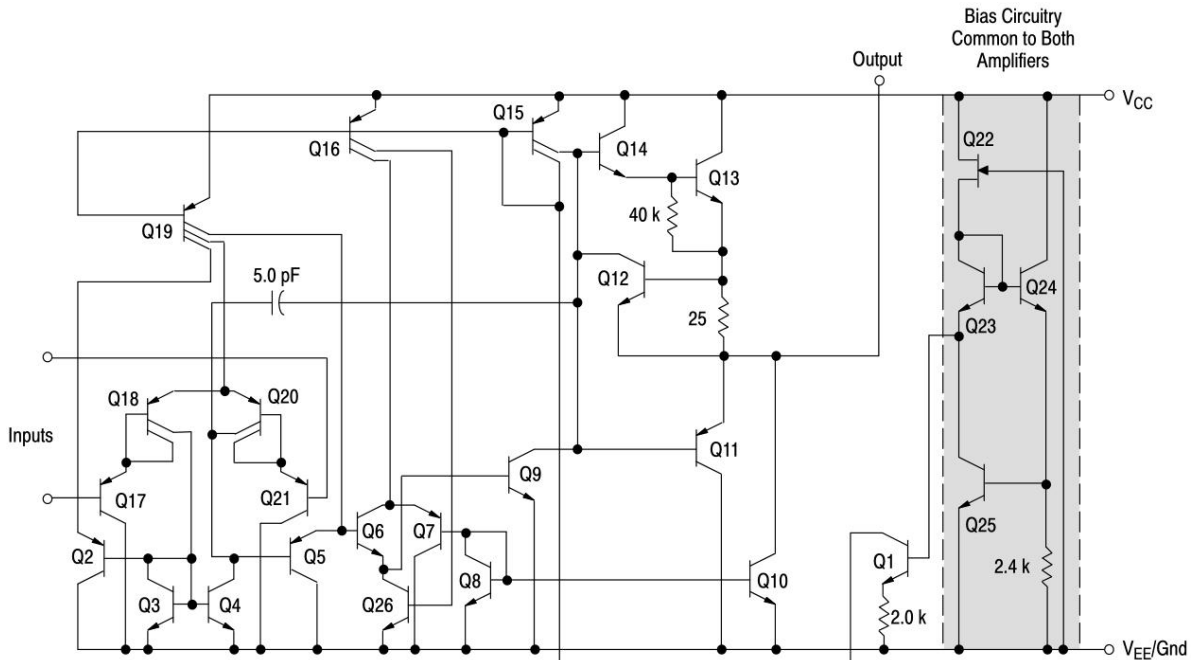 Bias Circuitry
Common to Both
Amplifiers
Output
V_CC
Q15
Q22
Q16
Q14
Q13
Q19
40 k
5.0 pF
Q12
Q24
25
Q23
Q18
Q20
Inputs
Q9
Q11
Q17
Q21
Q25
Q6
Q7
Q2
Q5
Q1
Q8
Q10
2.4 k
Q3
Q4
Q26
2.0 k
V_EE/Gnd